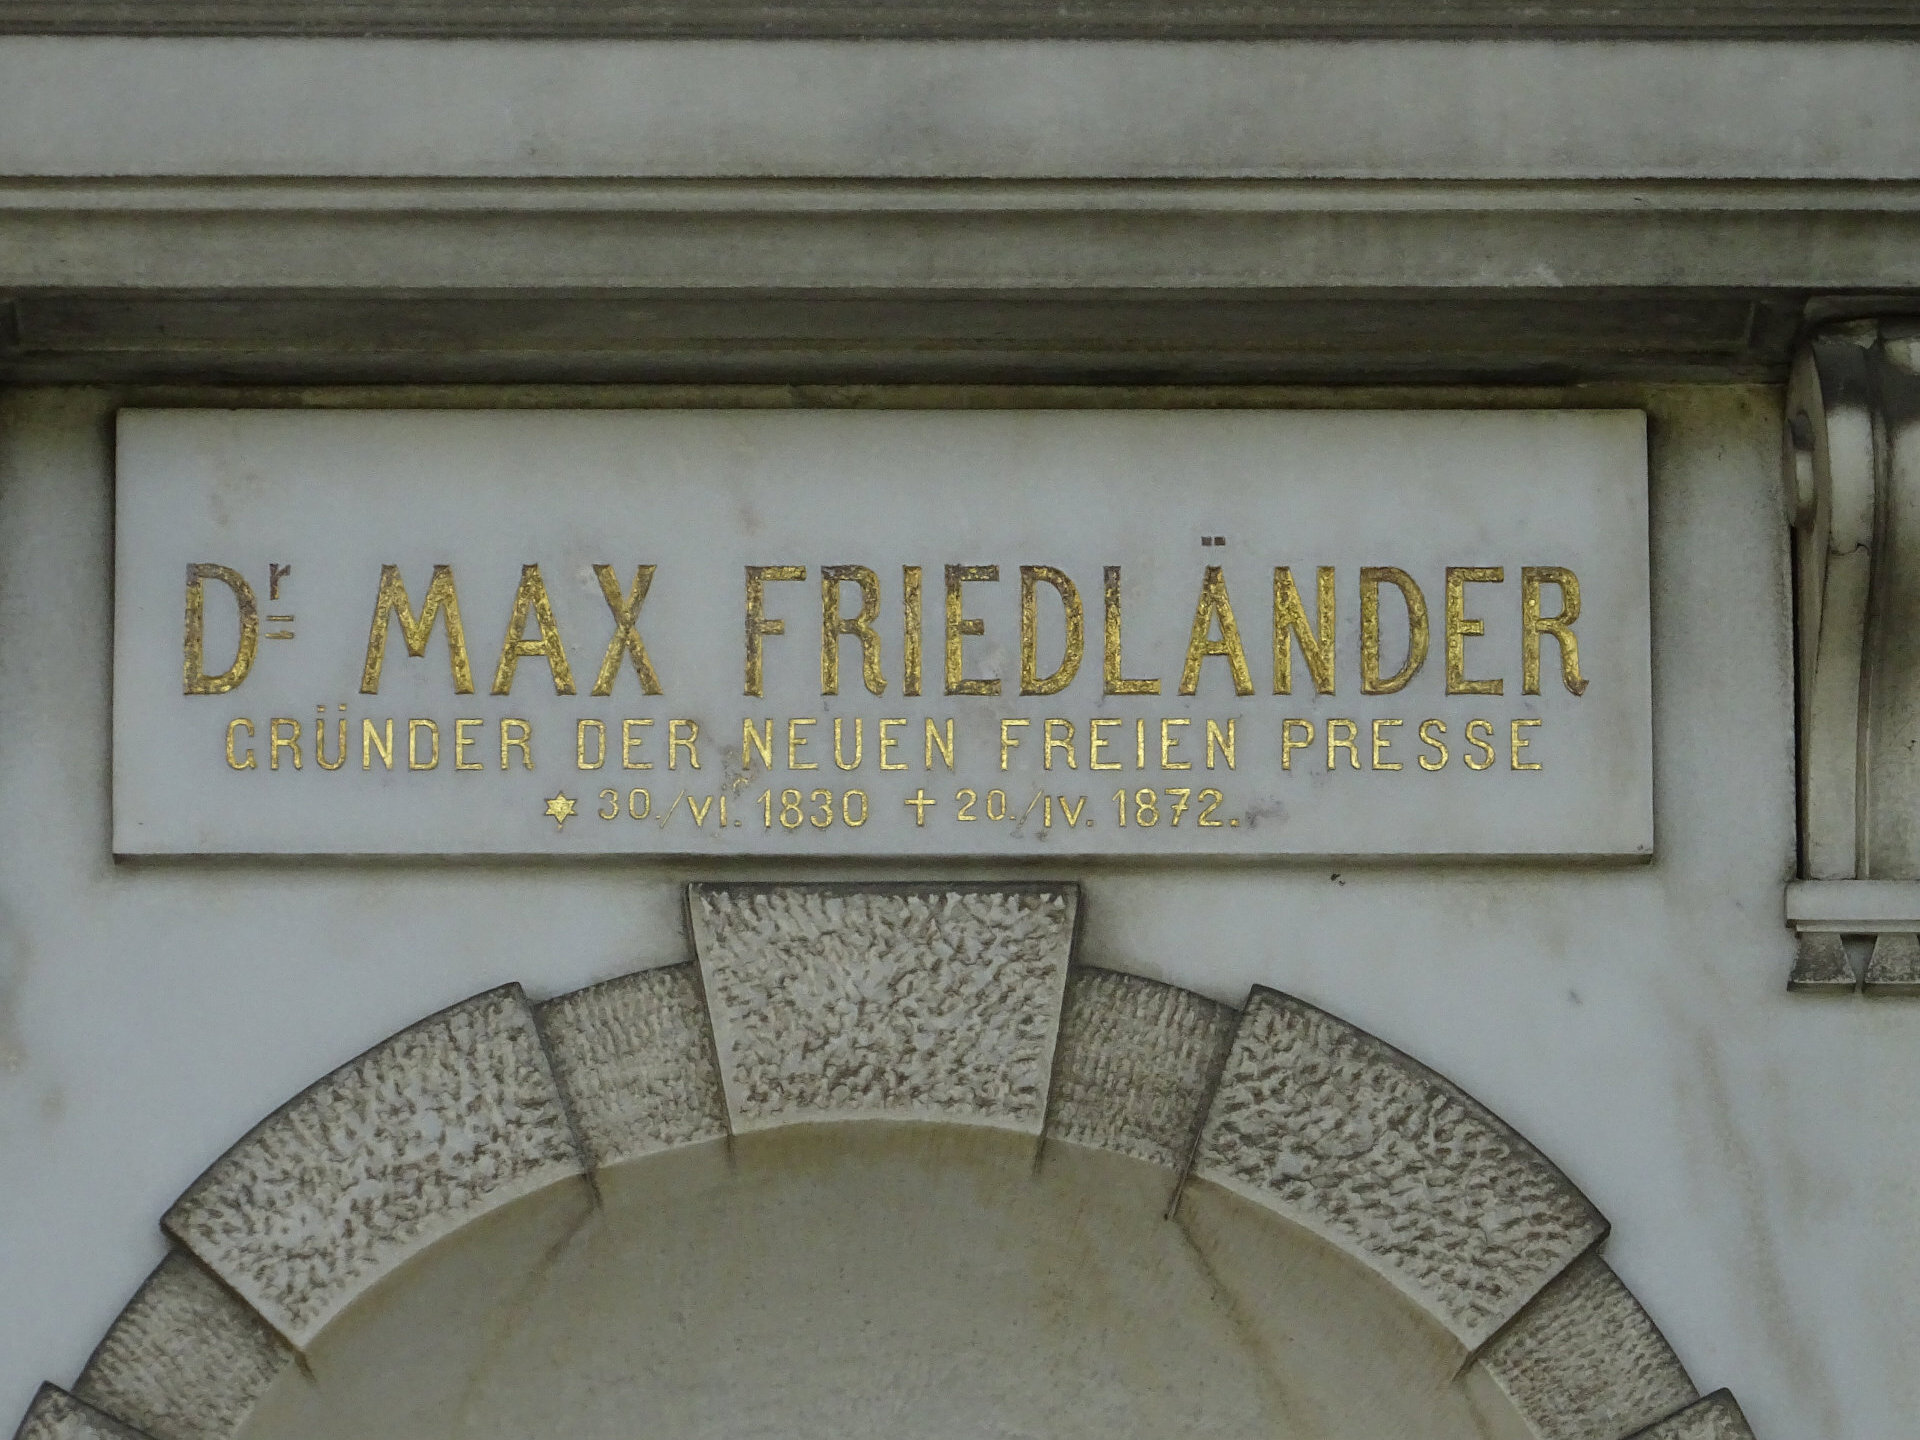 Dr MAX FRIEDLÄNDER
GRÜNDER DER NEUEN FREIEN PRESSE
✡ 30./VI. 1830 ✝ 20./IV. 1872.